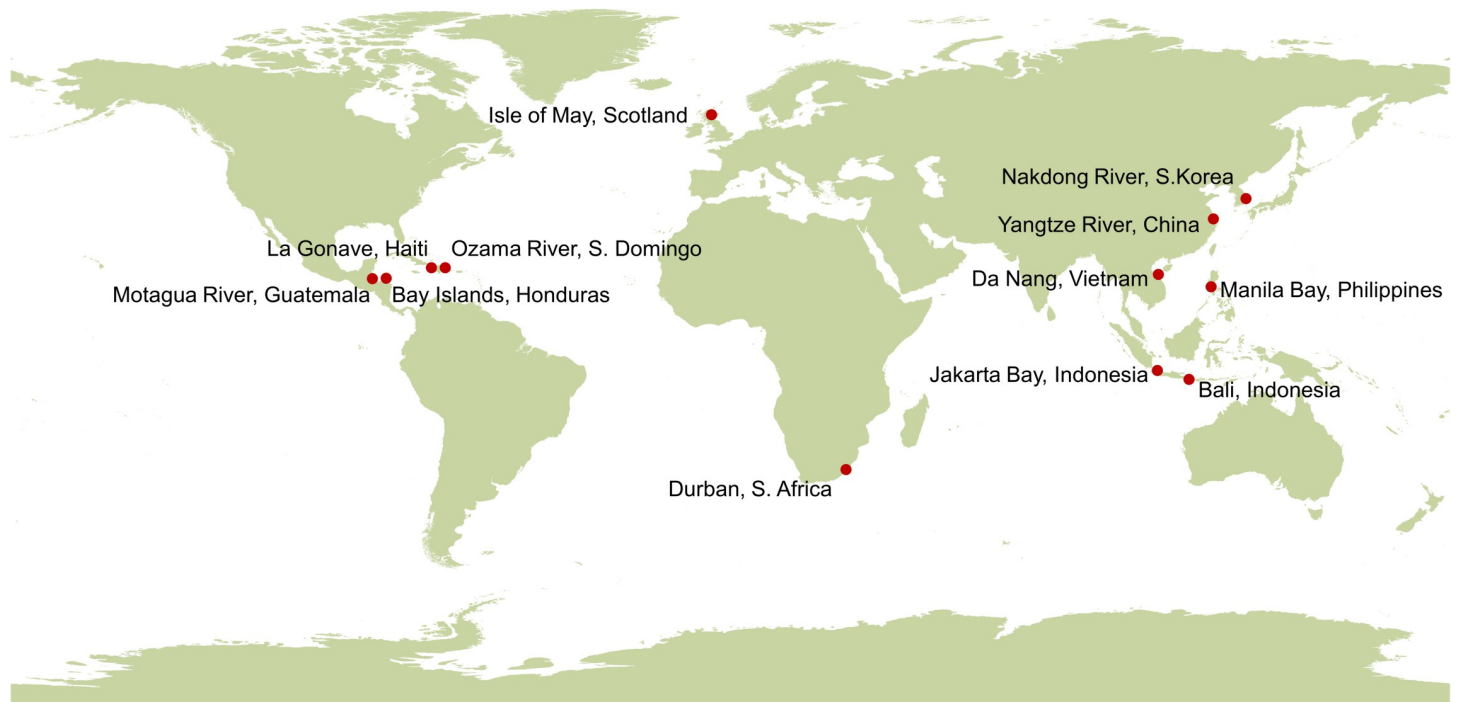 Isle of May, Scotland
Nakdong River, S.Korea
Yangtze River, China
La Gonave, Haiti
Ozama River, S. Domingo
Da Nang, Vietnam
Manila Bay, Philippines
Motagua River, Guatemala
Bay Islands, Honduras
Jakarta Bay, Indonesia
Bali, Indonesia
Durban, S. Africa